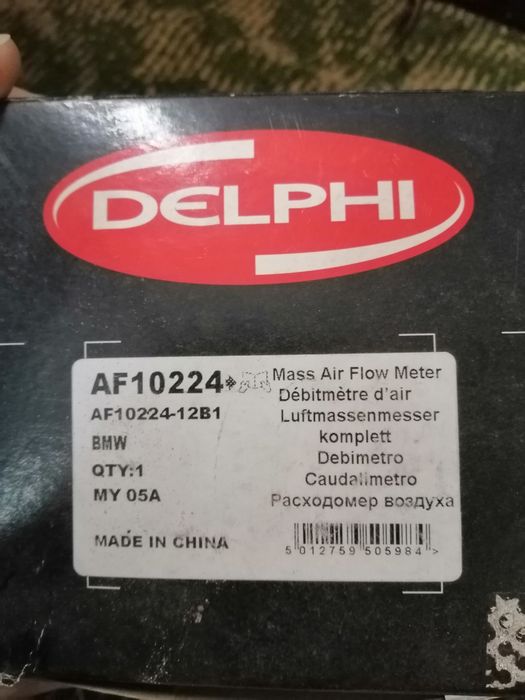 DELPHI
AF10224
AF10224-12B1
BMW
QTY:1
MY 05A
MADE IN CHINA
Mass Air Flow Meter
Débitmètre d'air
Luftmassenmesser
komplett
Debimetro
Caudalimetro
Расходомер воздуха
5 012759 505984 >